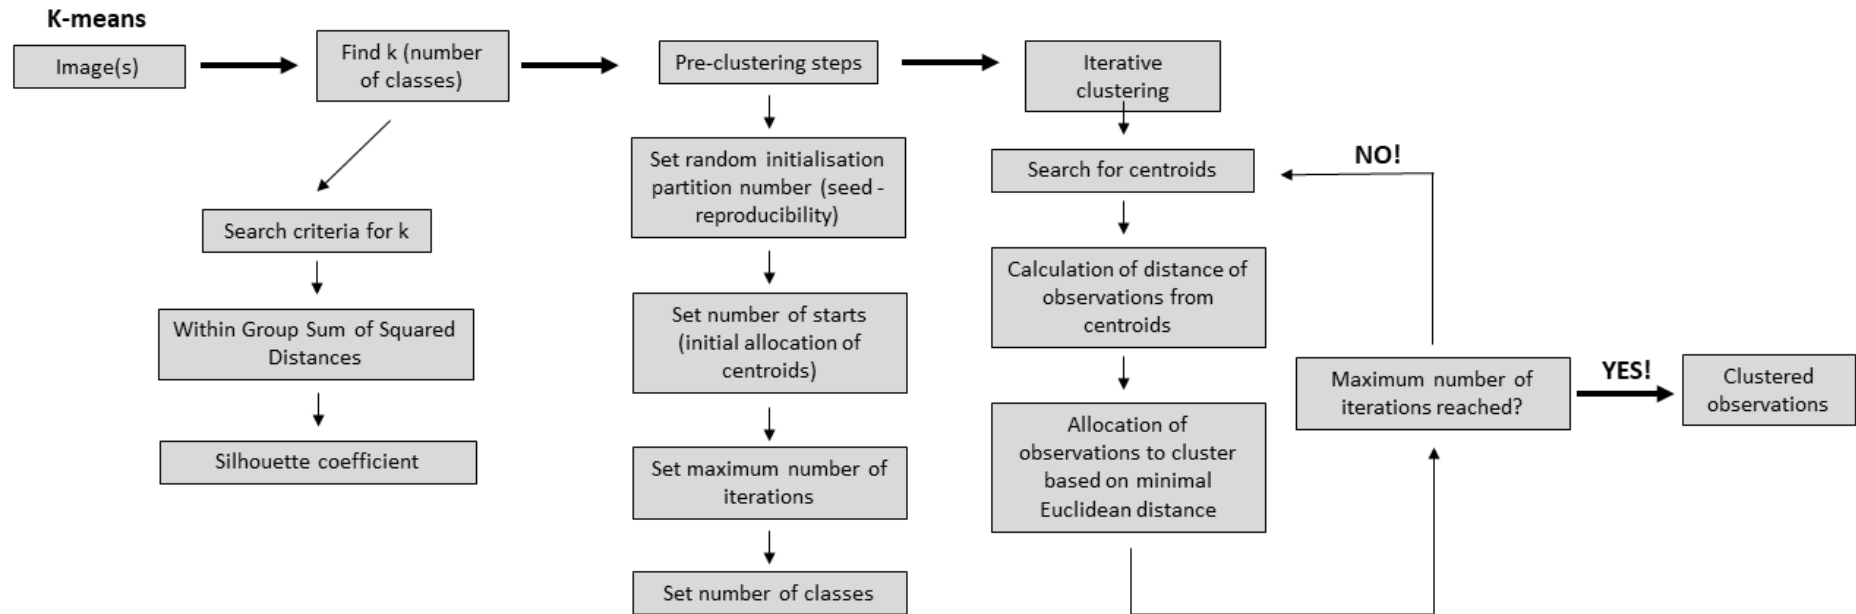 K-means
Image(s)
Find k (number
of classes)
Search criteria for k
Within Group Sum of Squared
Distances
Silhouette coefficient
Pre-clustering steps
Set random initialisation
partition number (seed -
reproducibility)
Set number of starts
(initial allocation of
centroids)
Set maximum number of
iterations
Set number of classes
Iterative
clustering
Search for centroids
Calculation of distance of
observations from
centroids
Allocation of
observations to cluster
based on minimal
Euclidean distance
NO!
Maximum number of
iterations reached?
YES!
Clustered
observations